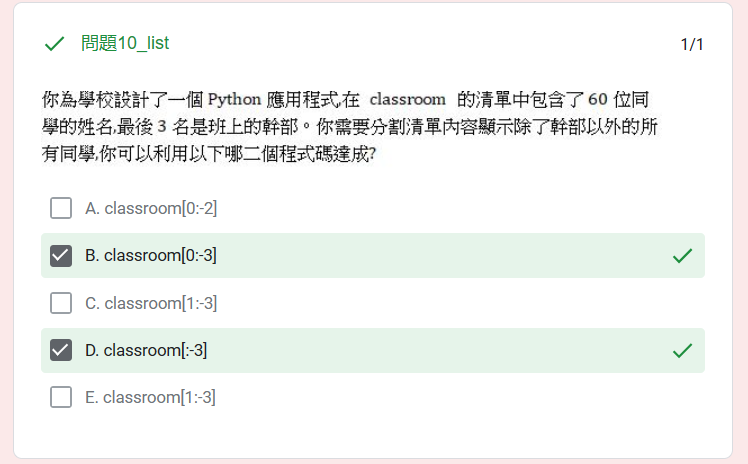 問題10_list
1/1
你為學校設計了一個 Python 應用程式,在 classroom 的清單中包含了 60 位同
學的姓名,最後 3 名是班上的幹部。你需要分割清單內容顯示除了幹部以外的所
有同學,你可以利用以下哪二個程式碼達成?
A. classroom[0:-2]
B. classroom[0:-3]
C. classroom[1:-3]
D. classroom[:-3]
E. classroom[1:-3]